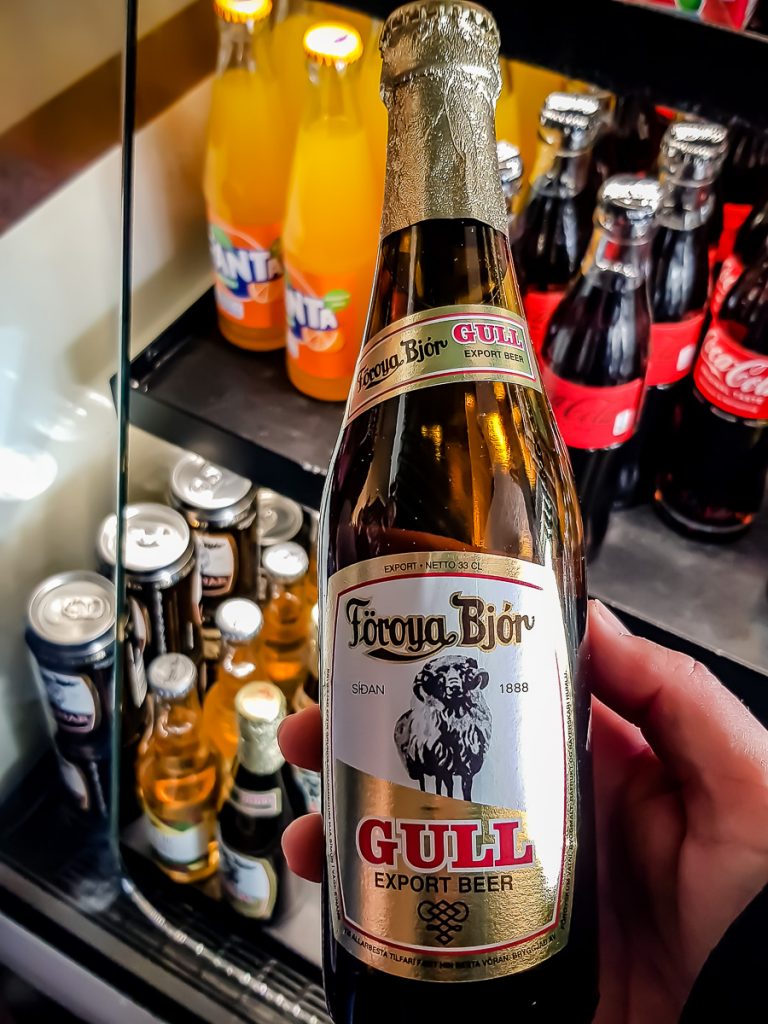 FANTA
NTA
Föroya Bjór
GULL
EXPORT BEER
Coca-Cola
EXPORT • NETTO 33 CL
Föroya Bjór
SÍÐAN 1888
GULL
EXPORT BEER